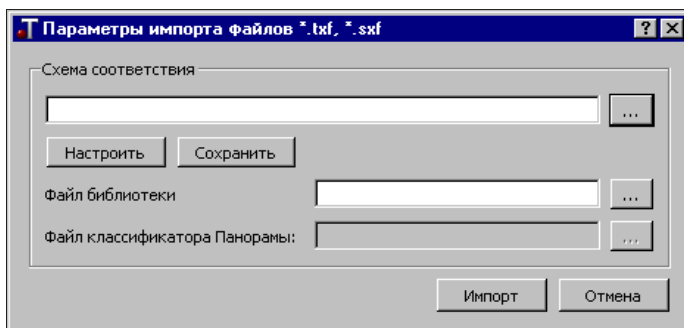 Параметры импорта файлов *.txf, *.sxf
Схема соответствия
...
Настроить Сохранить
Файл библиотеки ...
Файл классификатора Панорамы: ...
Импорт Отмена